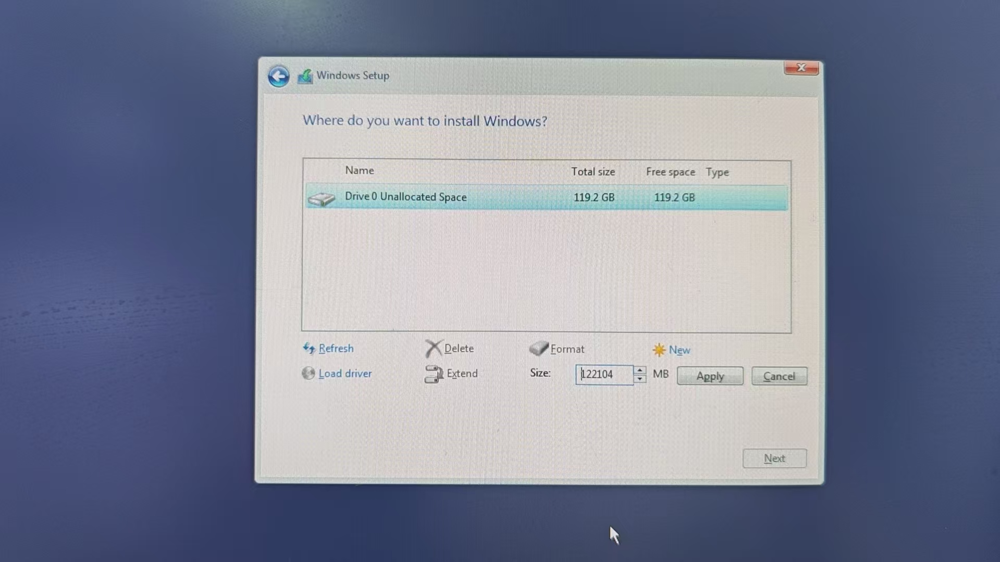 Windows Setup
X
Where do you want to install Windows?
Name Total size Free space Type
Drive 0 Unallocated Space 119.2 GB 119.2 GB
Refresh Delete Format New
Load driver Extend Size: 122104 MB Apply Cancel
Next